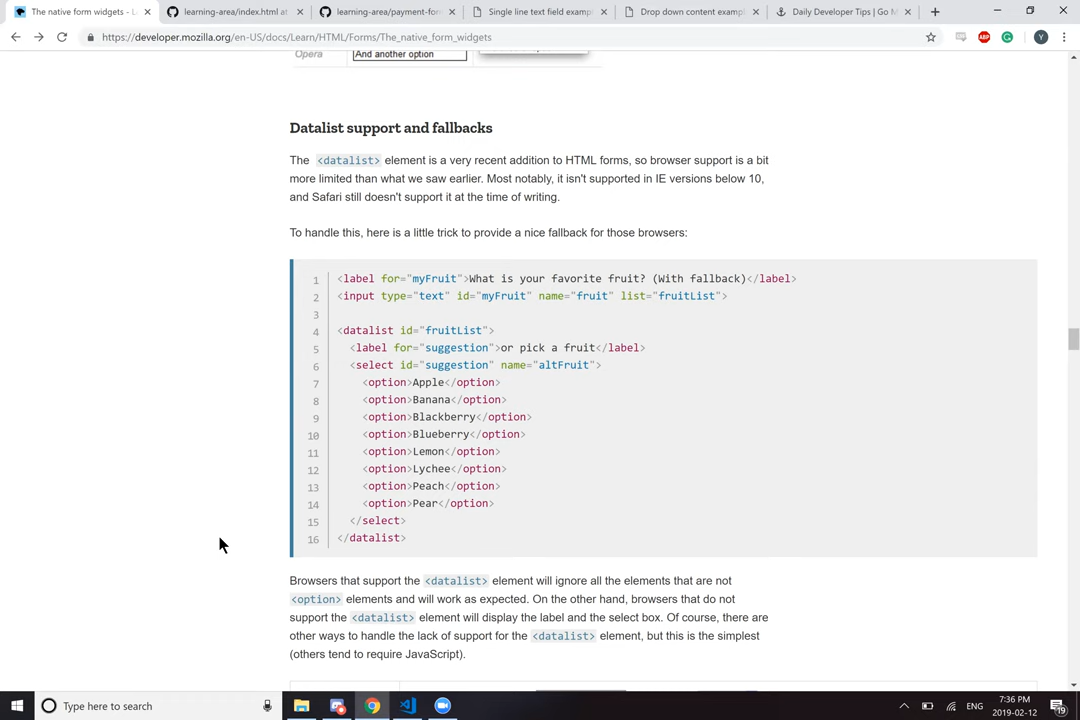 The native form widgets - L
learning-area/index.html at
learning-area/payment-for
Single line text field examp
Drop down content exampl
Daily Developer Tips | Go M
https://developer.mozilla.org/en-US/docs/Learn/HTML/Forms/The_native_form_widgets
ABP
Y
Opera
And another option
Datalist support and fallbacks
The <datalist> element is a very recent addition to HTML forms, so browser support is a bit
more limited than what we saw earlier. Most notably, it isn't supported in IE versions below 10,
and Safari still doesn't support it at the time of writing.
To handle this, here is a little trick to provide a nice fallback for those browsers:
1 <label for="myFruit">What is your favorite fruit? (With fallback)</label>
2 <input type="text" id="myFruit" name="fruit" list="fruitList">
3
4 <datalist id="fruitList">
5 <label for="suggestion">or pick a fruit</label>
6 <select id="suggestion" name="altFruit">
7 <option>Apple</option>
8 <option>Banana</option>
9 <option>Blackberry</option>
10 <option>Blueberry</option>
11 <option>Lemon</option>
12 <option>Lychee</option>
13 <option>Peach</option>
14 <option>Pear</option>
15 </select>
16 </datalist>
Browsers that support the <datalist> element will ignore all the elements that are not
<option> elements and will work as expected. On the other hand, browsers that do not
support the <datalist> element will display the label and the select box. Of course, there are
other ways to handle the lack of support for the <datalist> element, but this is the simplest
(others tend to require JavaScript).
Type here to search
ENG
7:36 PM
2019-02-12
19